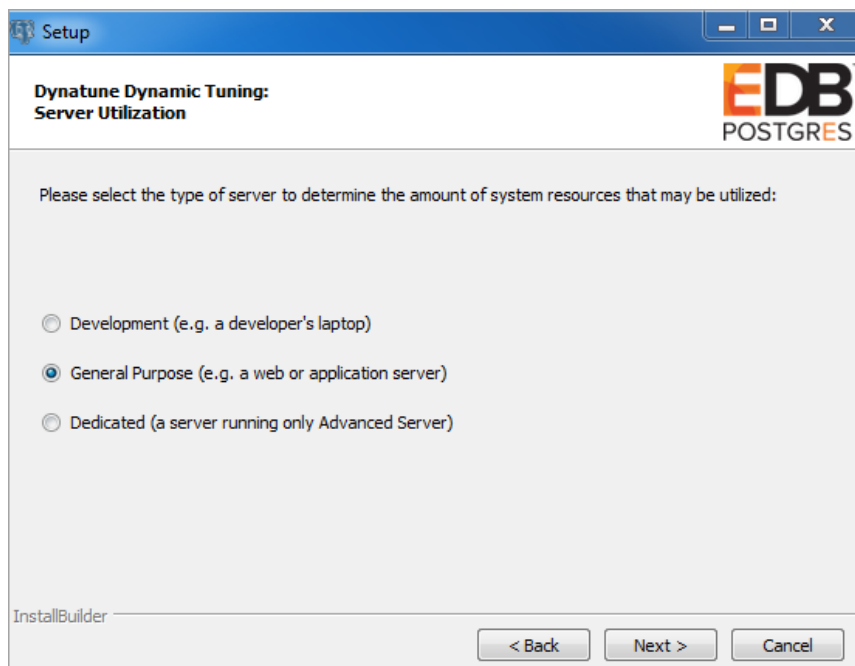 Setup
Dynatune Dynamic Tuning:
Server Utilization
EDB
POSTGRES
Please select the type of server to determine the amount of system resources that may be utilized:
Development (e.g. a developer's laptop)
General Purpose (e.g. a web or application server)
Dedicated (a server running only Advanced Server)
InstallBuilder
< Back Next > Cancel